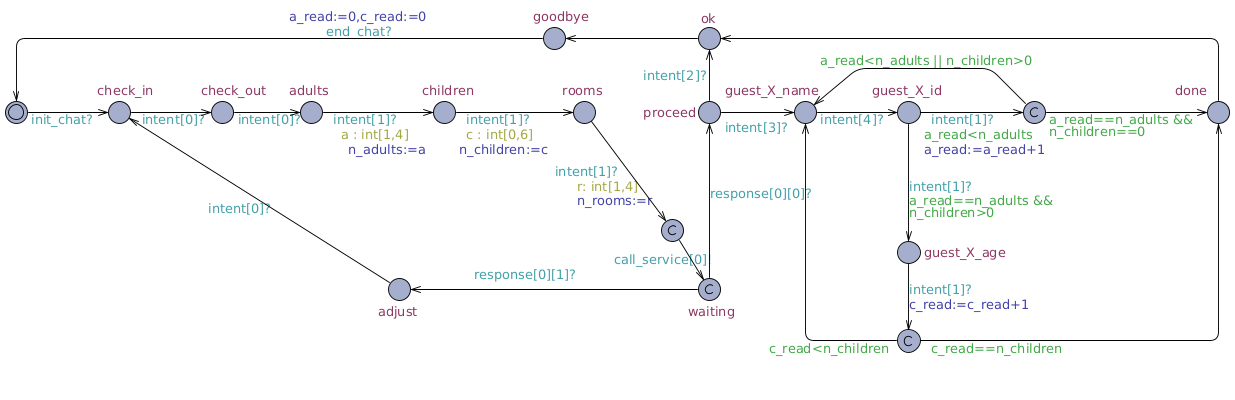 a_read:=0,c_read:=0
end_chat?
goodbye
ok
a_read<n_adults || n_children>0
intent[2]?
check_in
check_out
adults
children
rooms
proceed
guest_X_name
guest_X_id
done
C
init_chat?
intent[0]?
intent[0]?
intent[1]?
a : int[1,4]
n_adults:=a
intent[1]?
c : int[0,6]
n_children:=c
intent[3]?
intent[4]?
intent[1]?
a_read<n_adults
a_read:=a_read+1
a_read==n_adults &&
n_children==0
intent[1]?
r: int[1,4]
n_rooms:=r
response[0][0]?
intent[1]?
a_read==n_adults &&
n_children>0
intent[0]?
C
call_service[0]
guest_X_age
response[0][1]?
adjust
C
waiting
intent[1]?
c_read:=c_read+1
C
c_read<n_children
c_read==n_children